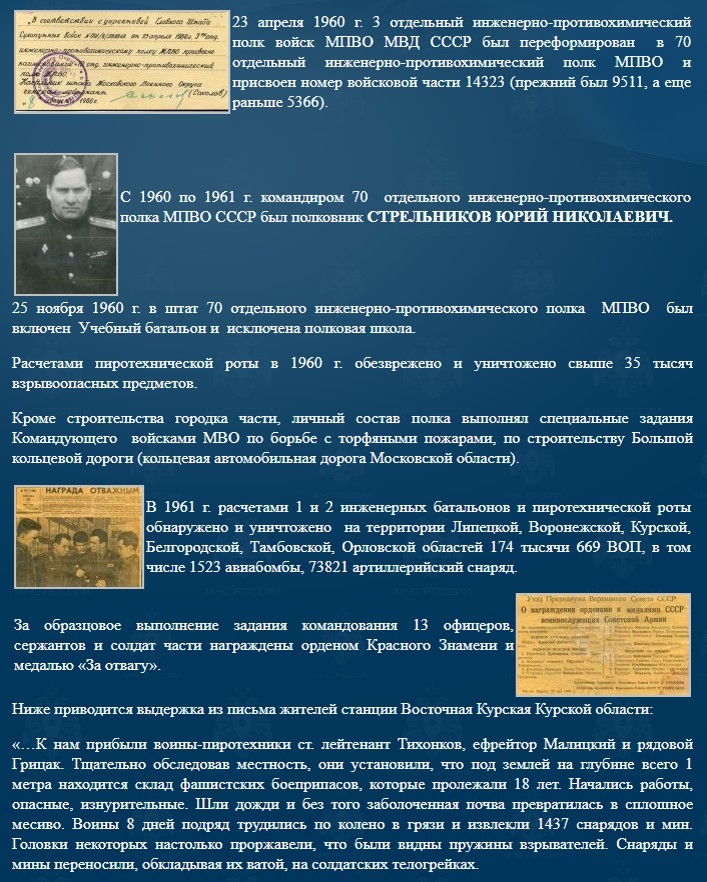 „В соответствии с директивой Главного Штаба
Сухопутных Войск
инженерно-противохимическому полку МПВО присвоено
наименование - 70 отд. инженерно-противохимический
полк МПВО.
Начальник штаба Московского Военного Округа
(Соколов)
1960г.
23 апреля 1960 г. 3 отдельный инженерно-противохимический
полк войск МПВО МВД СССР был переформирован в 70
отдельный инженерно-противохимический полк МПВО и
присвоен номер войсковой части 14323 (прежний был 9511, а еще
раньше 5366).
С 1960 по 1961 г. командиром 70 отдельного инженерно-противохимического
полка МПВО СССР был полковник СТРЕЛЬНИКОВ ЮРИЙ НИКОЛАЕВИЧ.
25 ноября 1960 г. в штат 70 отдельного инженерно-противохимического полка МПВО был
включен Учебный батальон и исключена полковая школа.
Расчетами пиротехнической роты в 1960 г. обезврежено и уничтожено свыше 35 тысяч
взрывоопасных предметов.
Кроме строительства городка части, личный состав полка выполнял специальные задания
Командующего войсками МВО по борьбе с торфяными пожарами, по строительству Большой
кольцевой дороги (кольцевая автомобильная дорога Московской области).
НАГРАДА ОТВАЖНЫМ
В 1961 г. расчетами 1 и 2 инженерных батальонов и пиротехнической роты
обнаружено и уничтожено на территории Липецкой, Воронежской, Курской,
Белгородской, Тамбовской, Орловской областей 174 тысячи 669 ВОП, в том
числе 1523 авиабомбы, 73821 артиллерийский снаряд.
Указ Президиума Верховного Совета СССР
О награждении орденами и медалями СССР
военнослужащих Советской Армии
За образцовое выполнение задания командования 13 офицеров,
сержантов и солдат части награждены орденом Красного Знамени и
медалью «За отвагу».
Ниже приводится выдержка из письма жителей станции Восточная Курская Курской области:
«…К нам прибыли воины-пиротехники ст. лейтенант Тихонков, ефрейтор Малицкий и рядовой
Грицак. Тщательно обследовав местность, они установили, что под землей на глубине всего 1
метра находится склад фашистских боеприпасов, которые пролежали 18 лет. Начались работы,
опасные, изнурительные. Шли дожди и без того заболоченная почва превратилась в сплошное
месиво. Воины 8 дней подряд трудились по колено в грязи и извлекли 1437 снарядов и мин.
Головки некоторых настолько проржавели, что были видны пружины взрывателей. Снаряды и
мины переносили, обкладывая их ватой, на солдатских телогрейках.